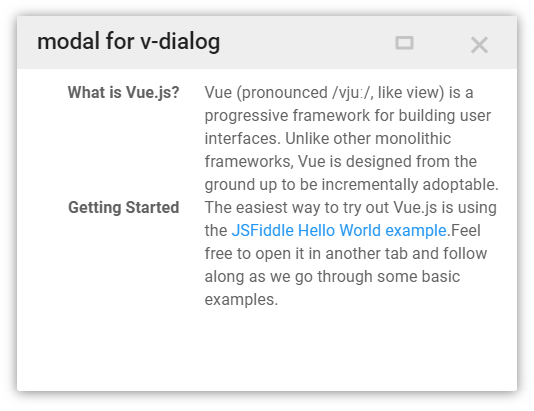 modal for v-dialog
What is Vue.js? Vue (pronounced /vjuː/, like view) is a
progressive framework for building user
interfaces. Unlike other monolithic
frameworks, Vue is designed from the
ground up to be incrementally adoptable.
Getting Started The easiest way to try out Vue.js is using
the JSFiddle Hello World example.Feel
free to open it in another tab and follow
along as we go through some basic
examples.